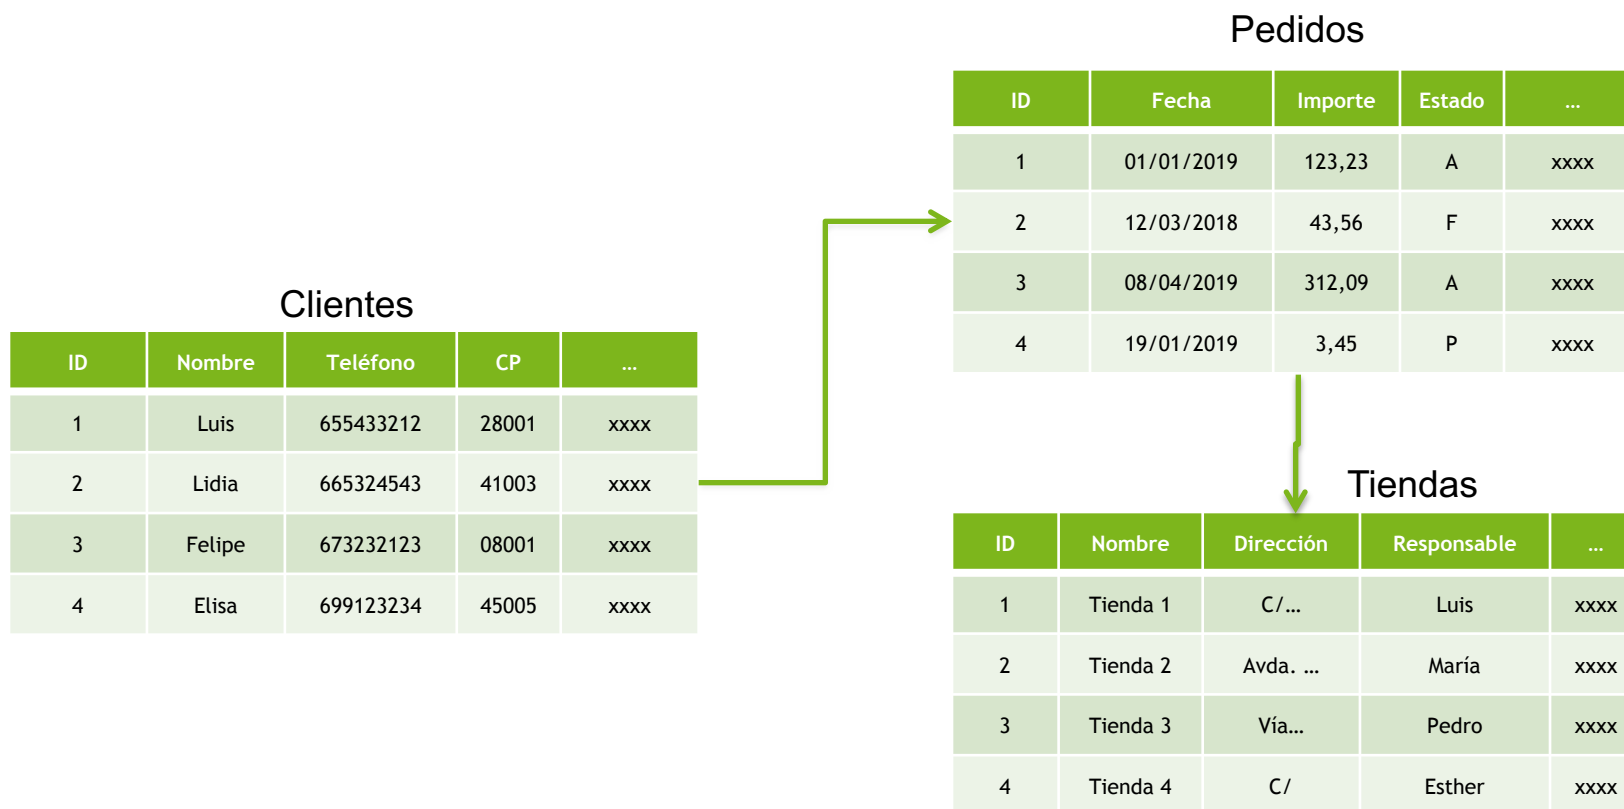 Pedidos
ID Fecha Importe Estado ...
1 01/01/2019 123,23 A xxxx
2 12/03/2018 43,56 F xxxx
3 08/04/2019 312,09 A xxxx
4 19/01/2019 3,45 P xxxx
Clientes
ID Nombre Teléfono CP ...
1 Luis 655433212 28001 xxxx
2 Lidia 665324543 41003 xxxx
3 Felipe 673232123 08001 xxxx
4 Elisa 699123234 45005 xxxx
Tiendas
ID Nombre Dirección Responsable ...
1 Tienda 1 C/... Luis xxxx
2 Tienda 2 Avda. ... María xxxx
3 Tienda 3 Vía... Pedro xxxx
4 Tienda 4 C/ Esther xxxx